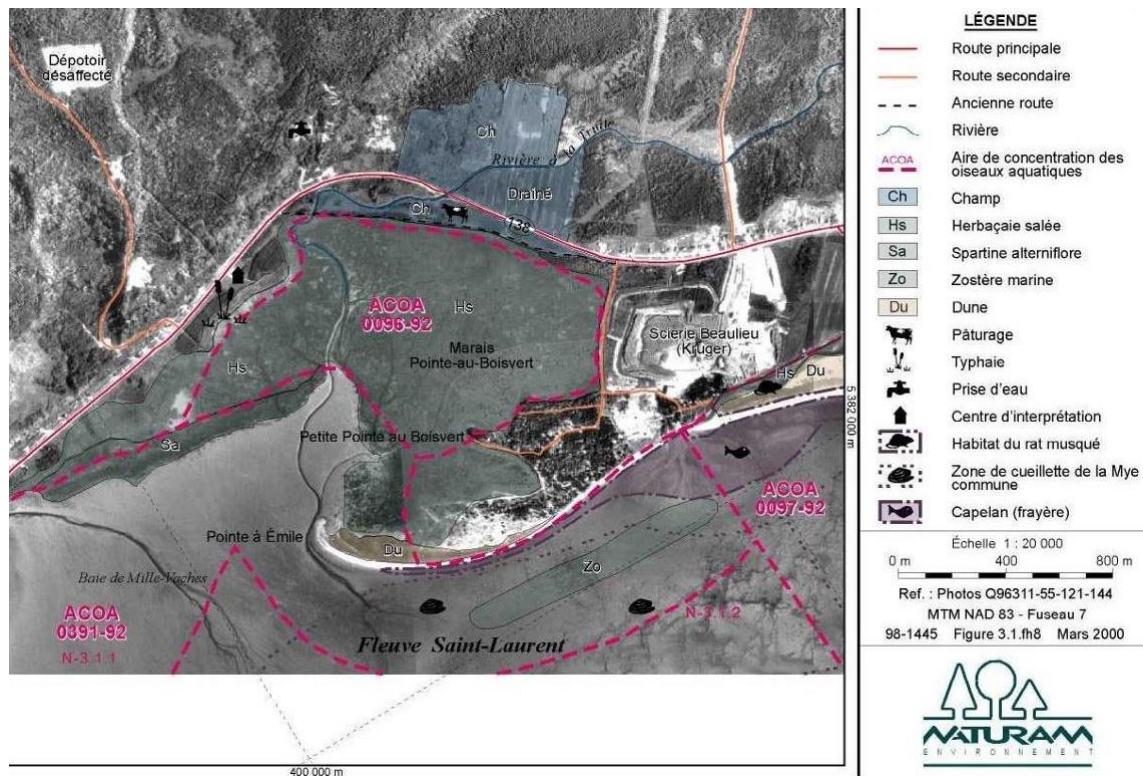 Dépotoir
désaffecté
Ch
Rivière à la Truite
Drainé
Ch
138
ACOA
0096-92
Hs
Marais
Pointe-au-Boisvert
Scierie Beaulieu
(Kruger)
Hs
Hs
Du
Sa
Petite Pointe au Boisvert
ACOA
0097-92
Pointe à Émile
Du
Zo
Baie de Mille-Vaches
ACOA
0391-92
N-3.1.1
N-3.1.2
Fleuve Saint-Laurent
400 000 m
5 382 000 m
LÉGENDE
Route principale
Route secondaire
Ancienne route
Rivière
ACOA Aire de concentration des
oiseaux aquatiques
Ch Champ
Hs Herbaçaie salée
Sa Spartine alterniflore
Zo Zostère marine
Du Dune
Pâturage
Typhaie
Prise d'eau
Centre d'interprétation
Habitat du rat musqué
Zone de cueillette de la Mye
commune
Capelan (frayère)
Échelle 1 : 20 000
0 m 400 800 m
Ref. : Photos Q96311-55-121-144
MTM NAD 83 - Fuseau 7
98-1445 Figure 3.1.fh8 Mars 2000
NATURAM
ENVIRONNEMENT